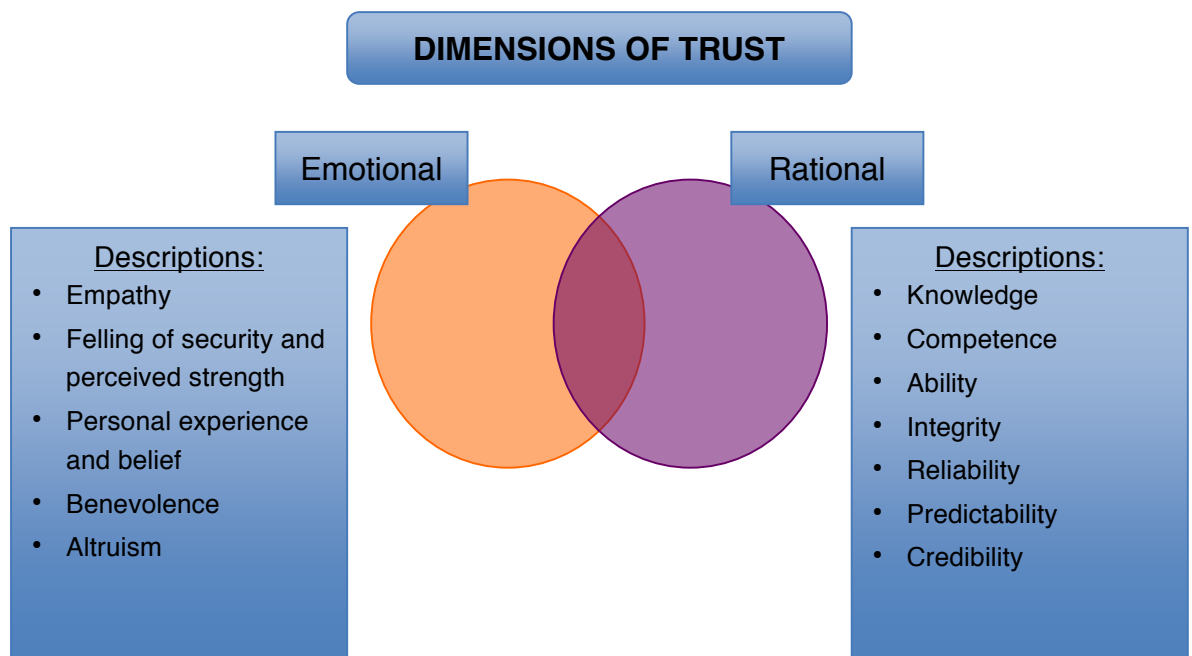 DIMENSIONS OF TRUST
Emotional
Rational
Descriptions:
• Empathy
• Felling of security and
perceived strength
• Personal experience
and belief
• Benevolence
• Altruism
Descriptions:
• Knowledge
• Competence
• Ability
• Integrity
• Reliability
• Predictability
• Credibility